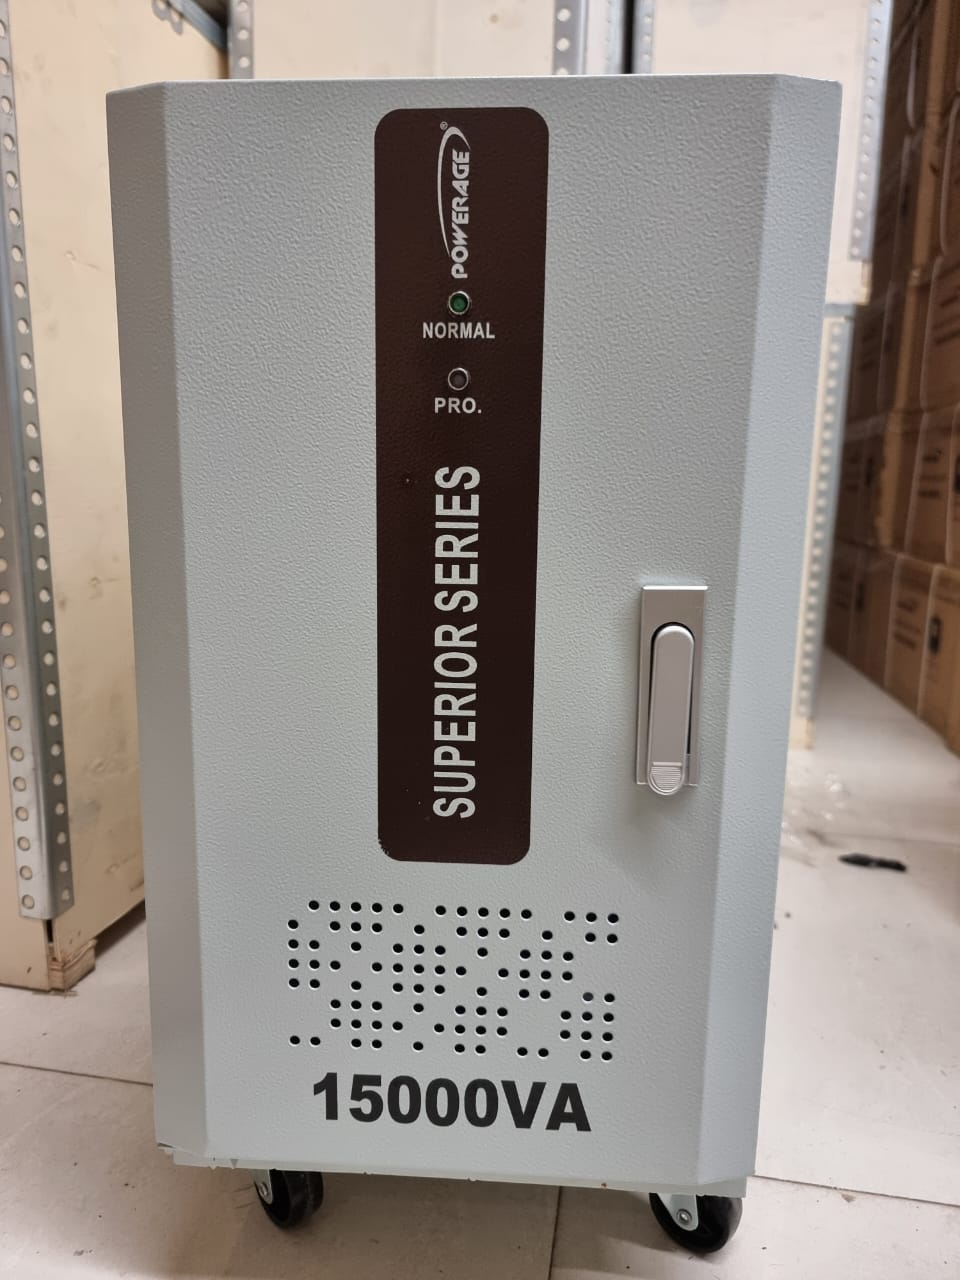 POWERAGE®
NORMAL
PRO.
SUPERIOR SERIES
15000VA